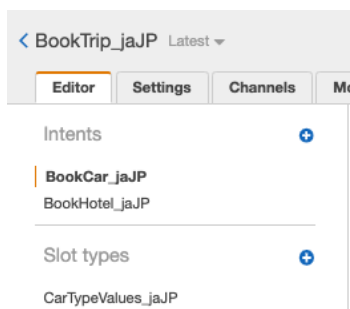 BookTrip_jaJP Latest
Editor Settings Channels
Intents
BookCar_jaJP
BookHotel_jaJP
Slot types
CarTypeValues_jaJP